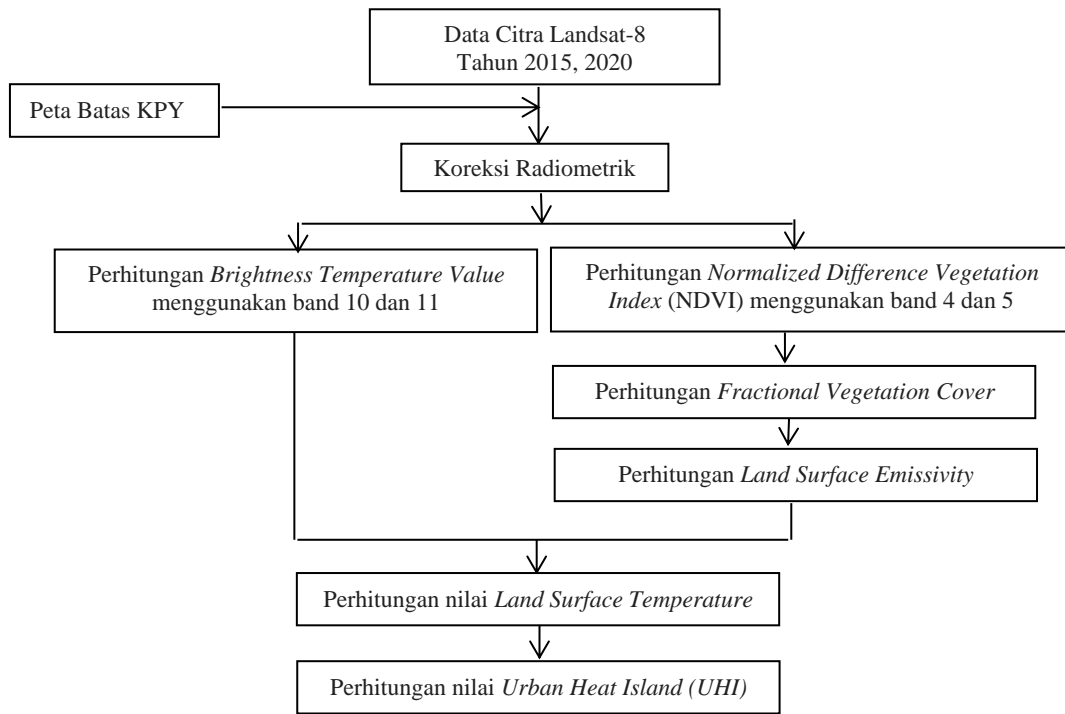 Data Citra Landsat-8
Tahun 2015, 2020
Peta Batas KPY
Koreksi Radiometrik
Perhitungan Brightness Temperature Value
menggunakan band 10 dan 11
Perhitungan Normalized Difference Vegetation
Index (NDVI) menggunakan band 4 dan 5
Perhitungan Fractional Vegetation Cover
Perhitungan Land Surface Emissivity
Perhitungan nilai Land Surface Temperature
Perhitungan nilai Urban Heat Island (UHI)